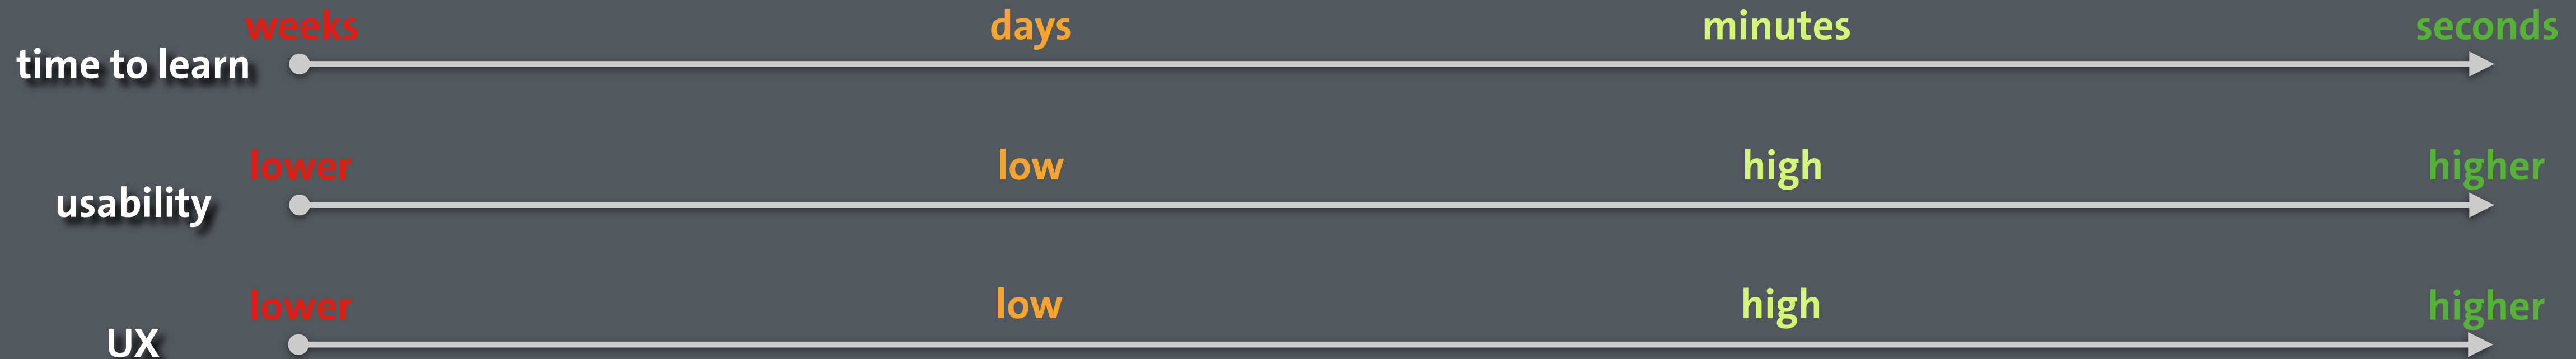 weeks days minutes seconds
time to learn
lower low high higher
usability
lower low high higher
UX